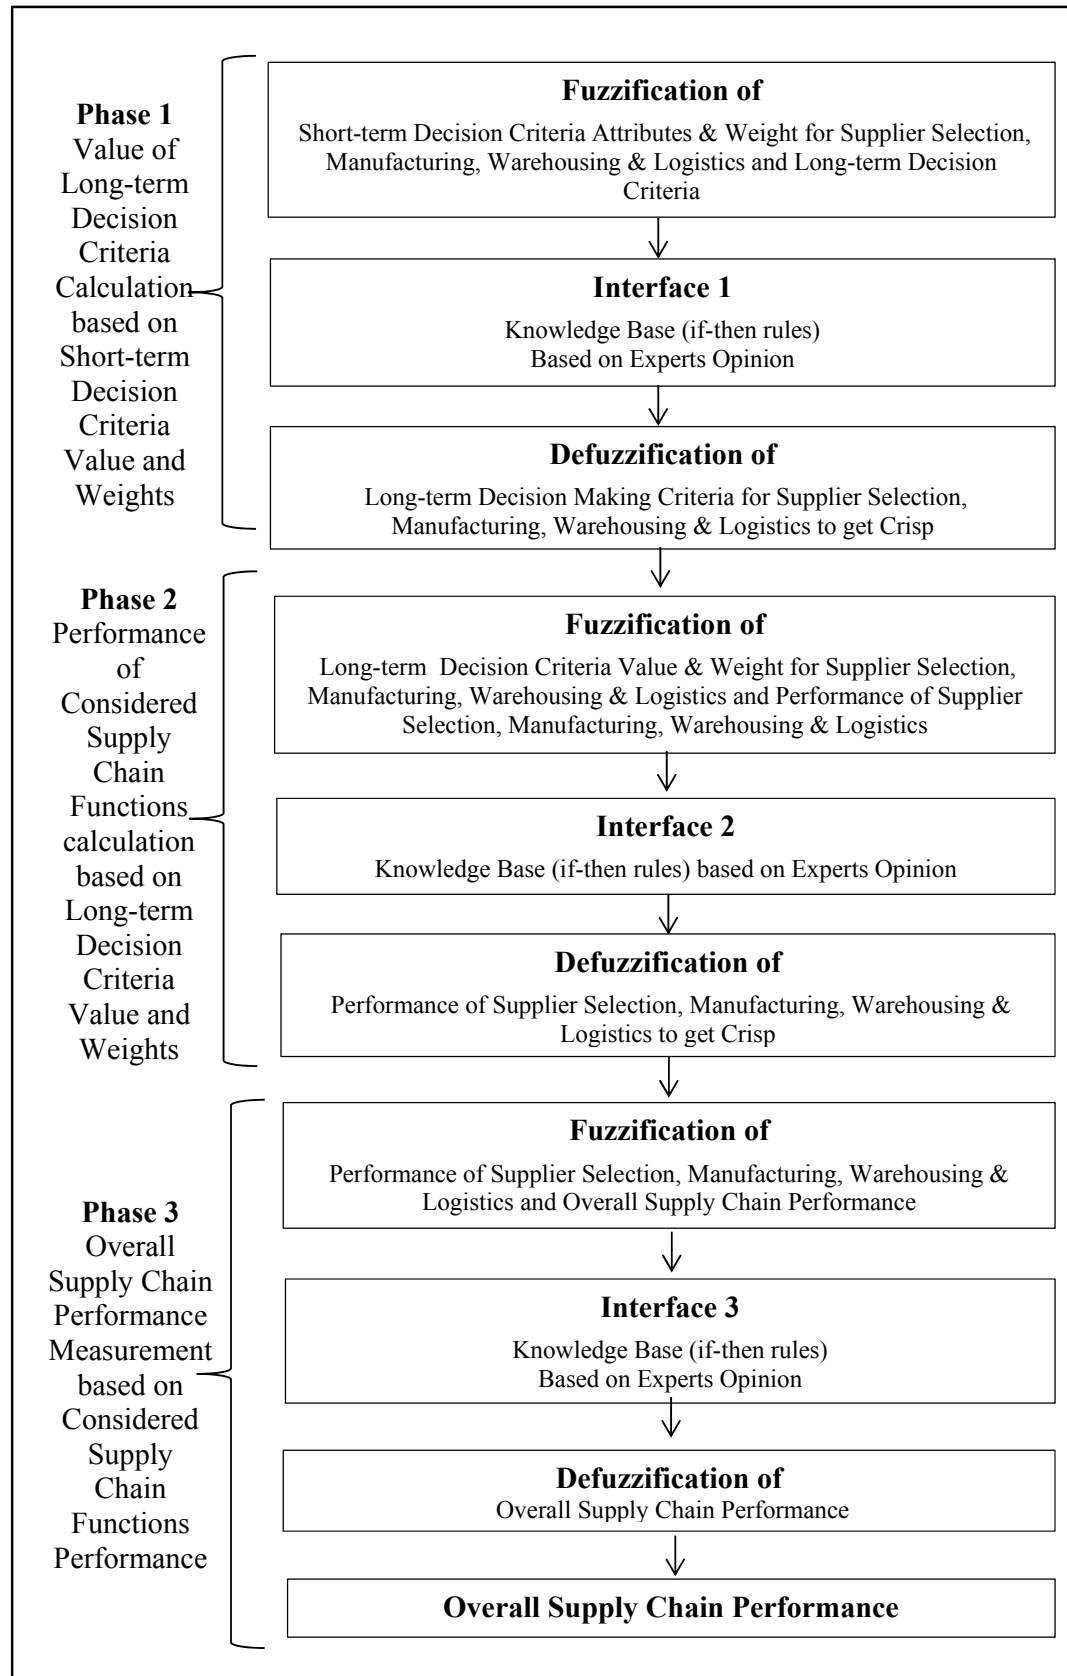 Phase 1
Value of
Long-term
Decision
Criteria
Calculation
based on
Short-term
Decision
Criteria
Value and
Weights
Fuzzification of
Short-term Decision Criteria Attributes & Weight for Supplier Selection,
Manufacturing, Warehousing & Logistics and Long-term Decision
Criteria
Interface 1
Knowledge Base (if-then rules)
Based on Experts Opinion
Defuzzification of
Long-term Decision Making Criteria for Supplier Selection,
Manufacturing, Warehousing & Logistics to get Crisp
Phase 2
Performance
of
Considered
Supply
Chain
Functions
calculation
based on
Long-term
Decision
Criteria
Value and
Weights
Fuzzification of
Long-term Decision Criteria Value & Weight for Supplier Selection,
Manufacturing, Warehousing & Logistics and Performance of Supplier
Selection, Manufacturing, Warehousing & Logistics
Interface 2
Knowledge Base (if-then rules) based on Experts Opinion
Defuzzification of
Performance of Supplier Selection, Manufacturing, Warehousing &
Logistics to get Crisp
Phase 3
Overall
Supply Chain
Performance
Measurement
based on
Considered
Supply
Chain
Functions
Performance
Fuzzification of
Performance of Supplier Selection, Manufacturing, Warehousing &
Logistics and Overall Supply Chain Performance
Interface 3
Knowledge Base (if-then rules)
Based on Experts Opinion
Defuzzification of
Overall Supply Chain Performance
Overall Supply Chain Performance